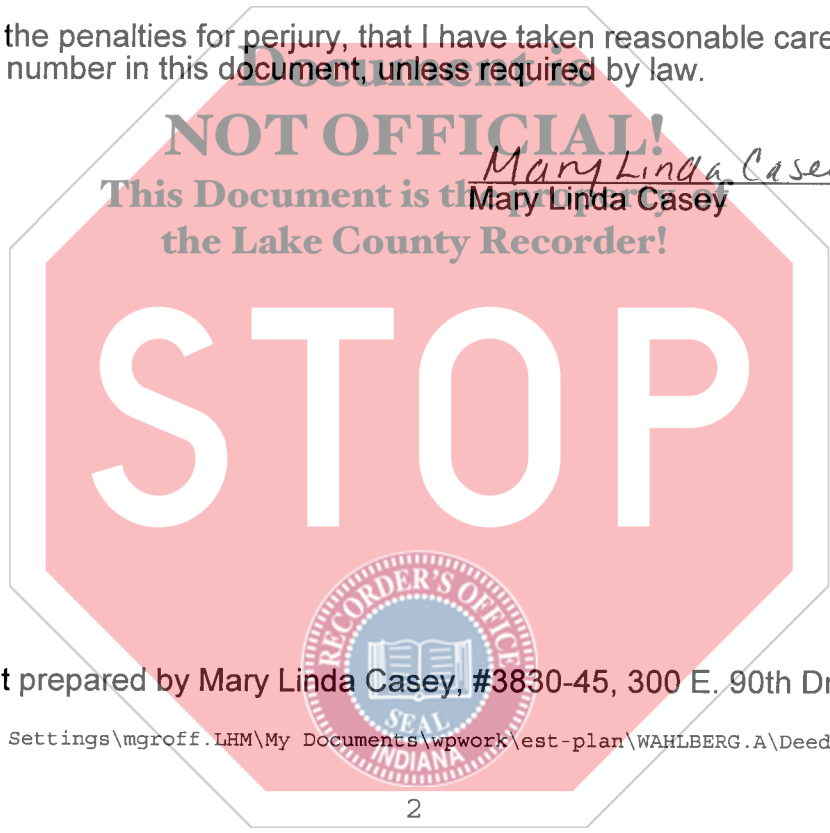 the penalties for perjury, that I have taken reasonable care
number in this document, unless required by law.
Document is
NOT OFFICIAL!
Mary Linda Casey
This Document is the property of
Mary Linda Casey
the Lake County Recorder!
STOP
RECORDER'S OFFICE
SEAL
INDIANA
t prepared by Mary Linda Casey, #3830-45, 300 E. 90th Dr
Settings\mgroff.LHM\My Documents\wpwork\est-plan\WAHLBERG.A\Deed
2